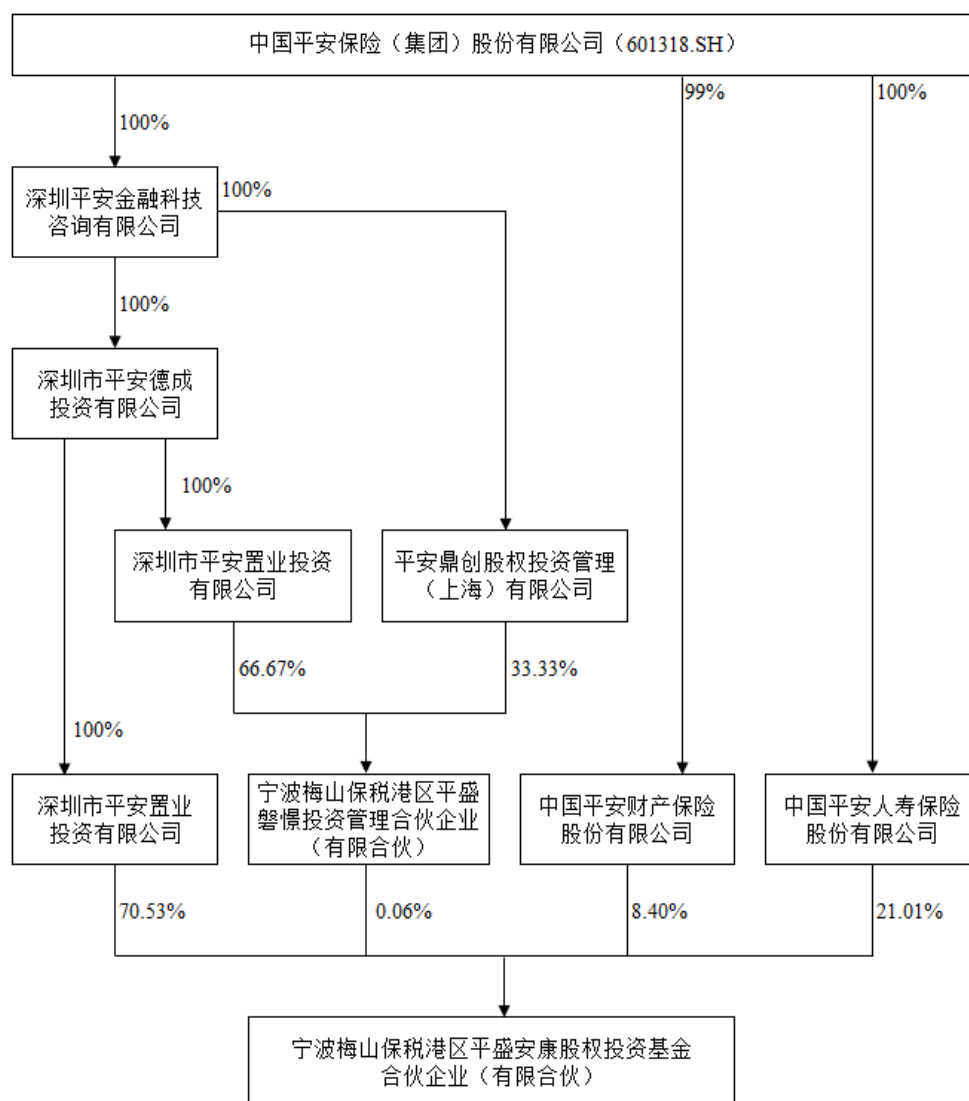 中国平安保险（集团）股份有限公司（601318.SH）
99%
100%
100%
深圳平安金融科技
咨询有限公司
100%
100%
深圳市平安德成
投资有限公司
100%
深圳市平安置业投资
有限公司
平安鼎创股权投资管理
（上海）有限公司
66.67%
33.33%
100%
深圳市平安置业
投资有限公司
宁波梅山保税港区平盛
磐憬投资管理合伙企业
（有限合伙）
中国平安财产保险
股份有限公司
中国平安人寿保险
股份有限公司
70.53%
0.06%
8.40%
21.01%
宁波梅山保税港区平盛安康股权投资基金
合伙企业（有限合伙）